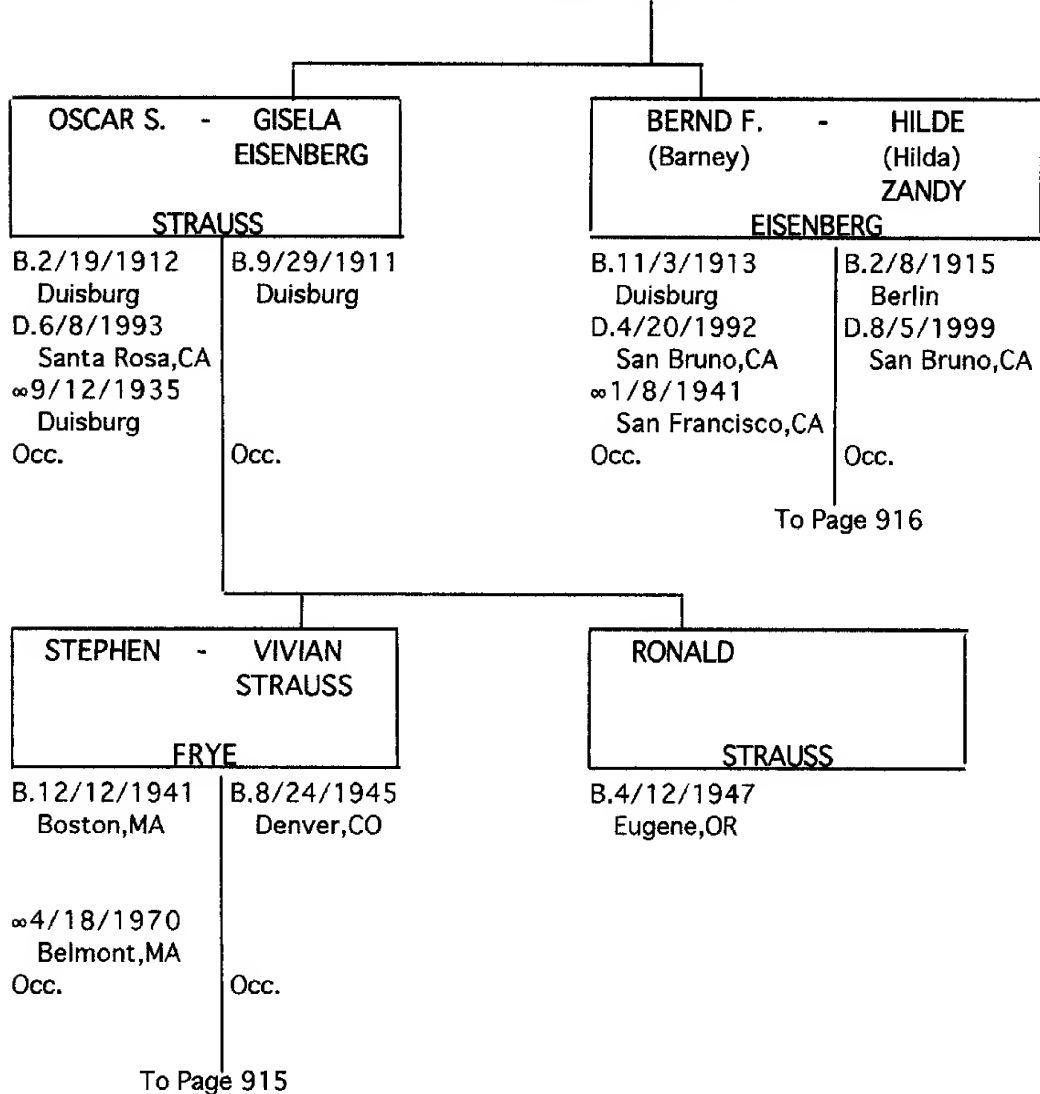 OSCAR S. - GISELA
EISENBERG
STRAUSS
B.2/19/1912
Duisburg
D.6/8/1993
Santa Rosa,CA
∞9/12/1935
Duisburg
Occ.
B.9/29/1911
Duisburg
Occ.
BERND F. - HILDE
(Barney) (Hilda)
ZANDY
EISENBERG
B.11/3/1913
Duisburg
D.4/20/1992
San Bruno,CA
∞1/8/1941
San Francisco,CA
Occ.
B.2/8/1915
Berlin
D.8/5/1999
San Bruno,CA
Occ.
To Page 916
STEPHEN - VIVIAN
STRAUSS
FRYE
B.12/12/1941
Boston,MA
∞4/18/1970
Belmont,MA
Occ.
B.8/24/1945
Denver,CO
Occ.
To Page 915
RONALD
STRAUSS
B.4/12/1947
Eugene,OR